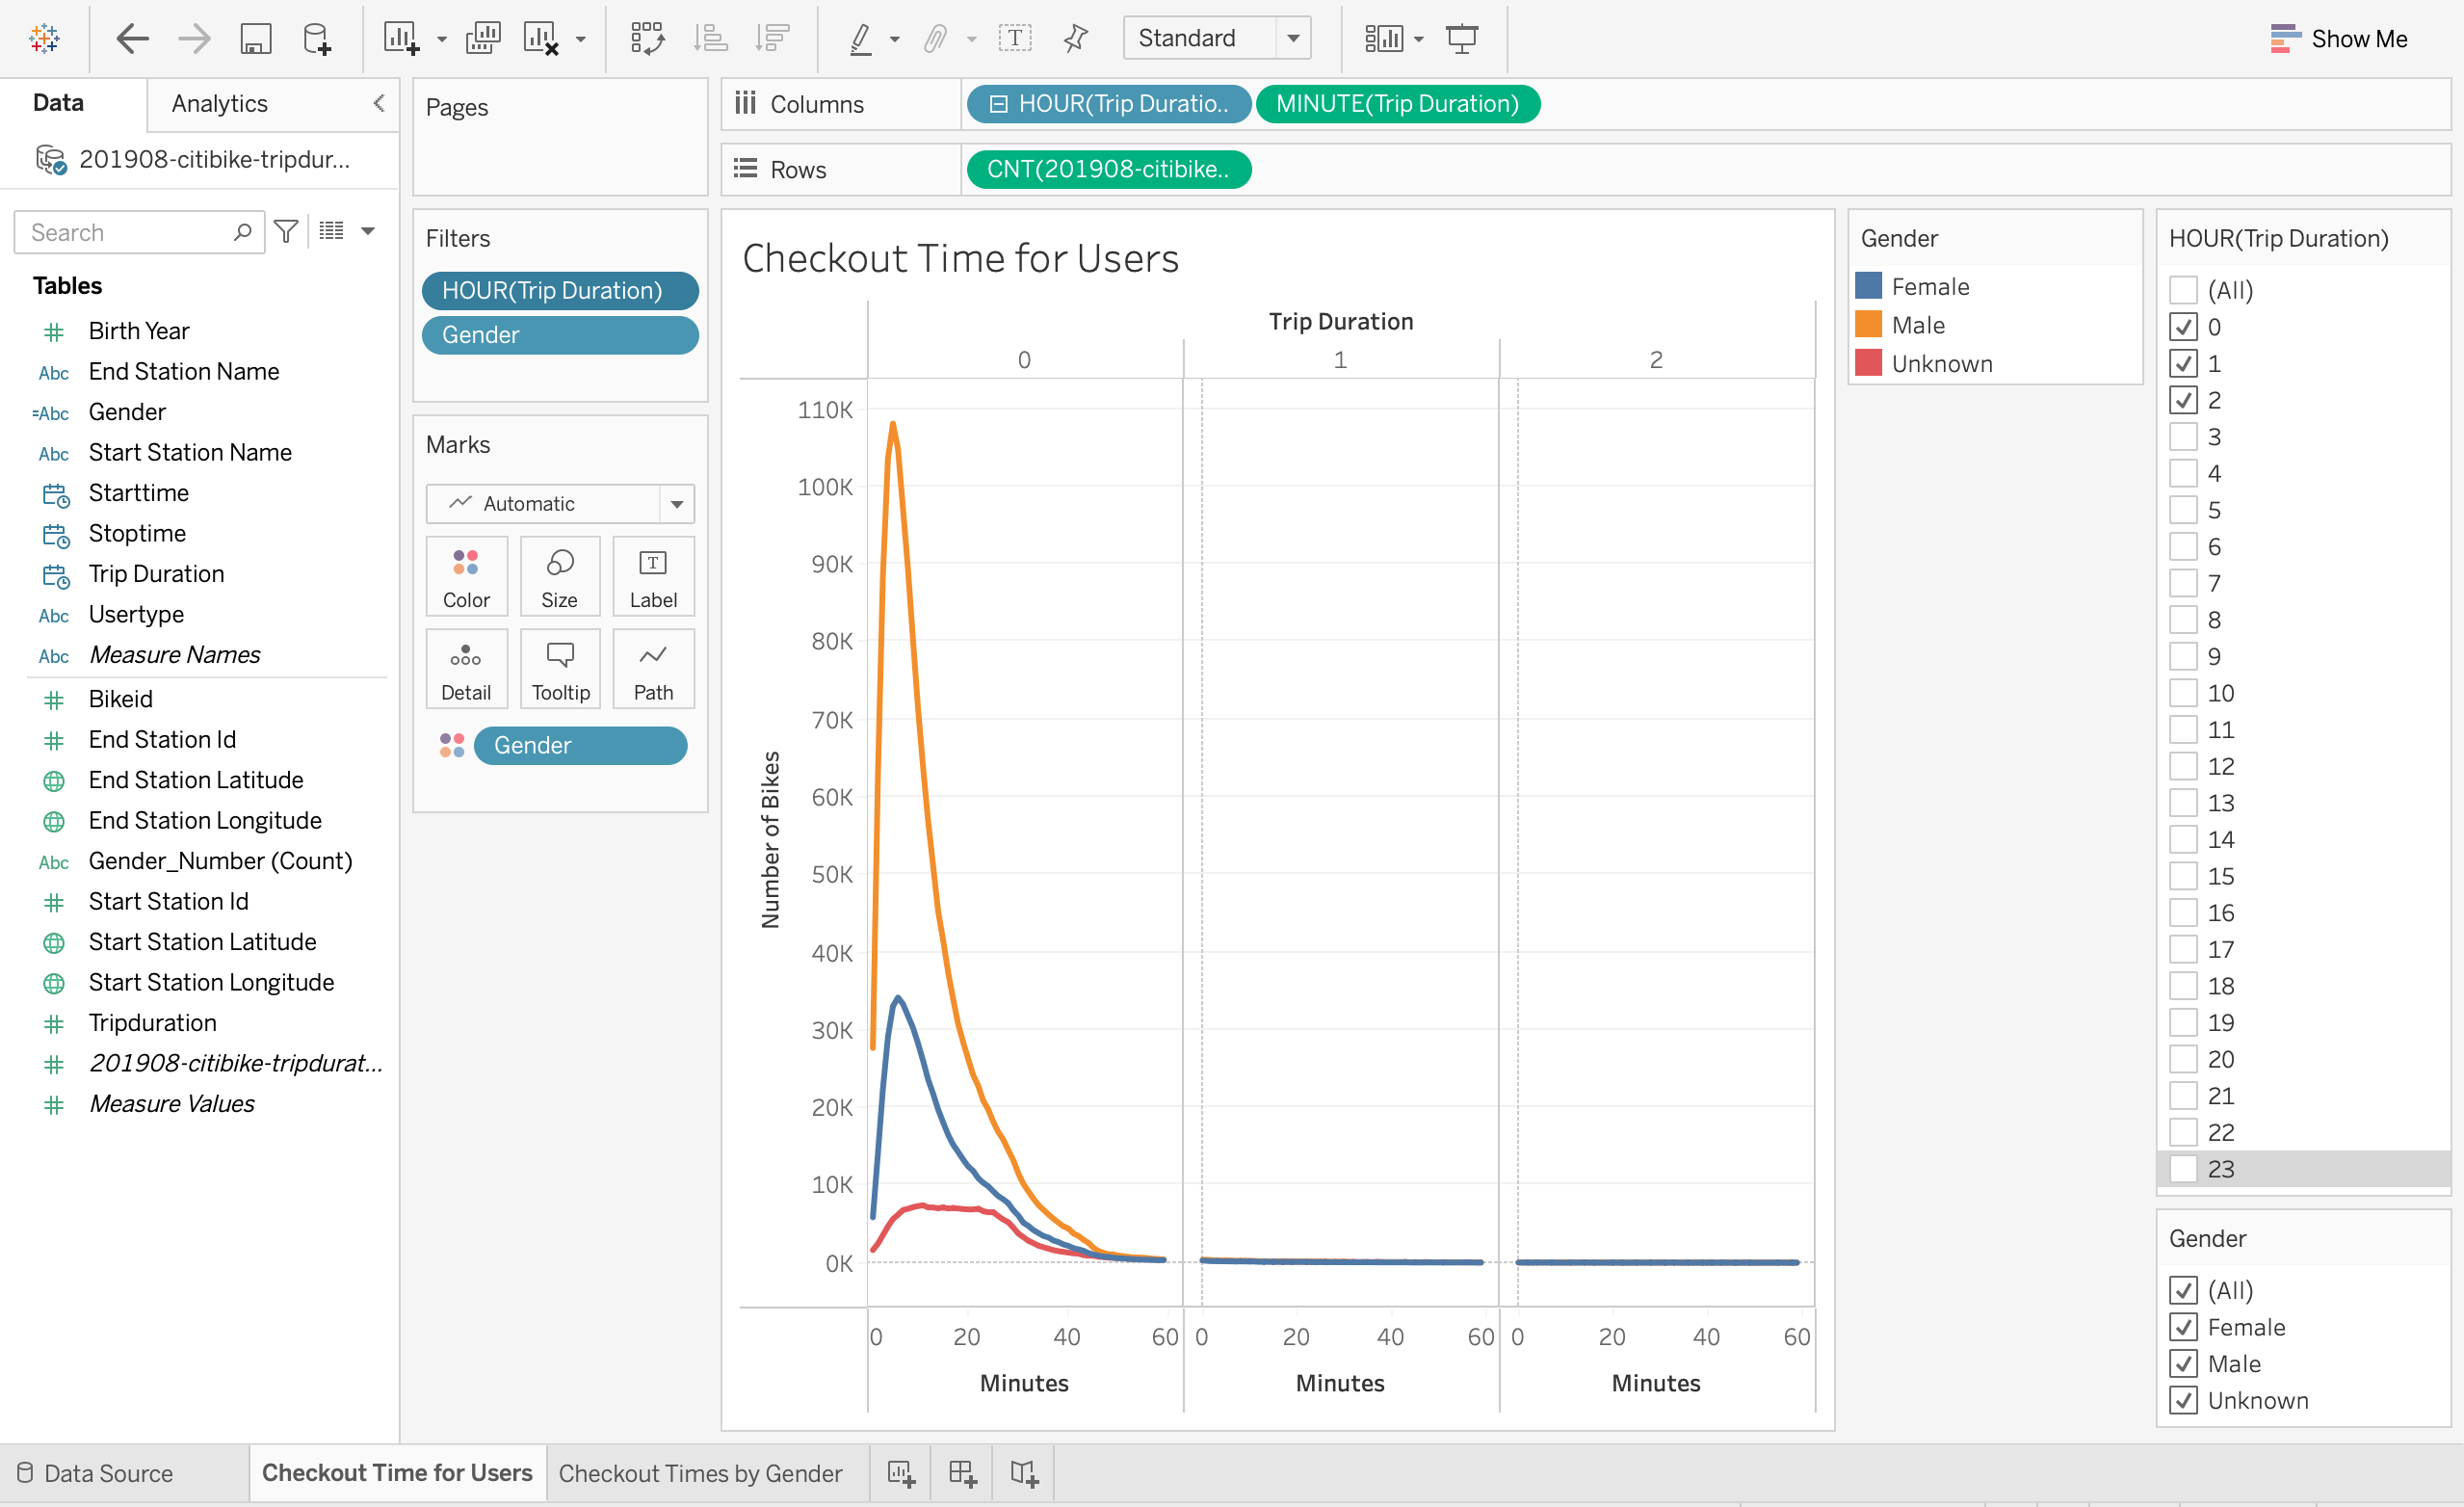 Standard
Show Me
Data
Analytics
201908-citibike-tripdur...
Search
Tables
Birth Year
Abc End Station Name
=Abc Gender
Abc Start Station Name
Starttime
Stoptime
Trip Duration
Abc Usertype
Abc Measure Names
Bikeid
End Station Id
End Station Latitude
End Station Longitude
Abc Gender_Number (Count)
Start Station Id
Start Station Latitude
Start Station Longitude
Tripduration
201908-citibike-tripdurat...
Measure Values
Pages
Filters
HOUR(Trip Duration)
Gender
Marks
Automatic
Color Size Label
Detail Tooltip Path
Gender
Columns HOUR(Trip Duratio.. MINUTE(Trip Duration)
Rows CNT(201908-citibike..
Checkout Time for Users
Trip Duration
0 1 2
Number of Bikes
110K
100K
90K
80K
70K
60K
50K
40K
30K
20K
10K
0K
0 20 40 60 0 20 40 60 0 20 40 60
Minutes Minutes Minutes
Gender
Female
Male
Unknown
HOUR(Trip Duration)
(All)
0
1
2
3
4
5
6
7
8
9
10
11
12
13
14
15
16
17
18
19
20
21
22
23
Gender
(All)
Female
Male
Unknown
Data Source
Checkout Time for Users
Checkout Times by Gender